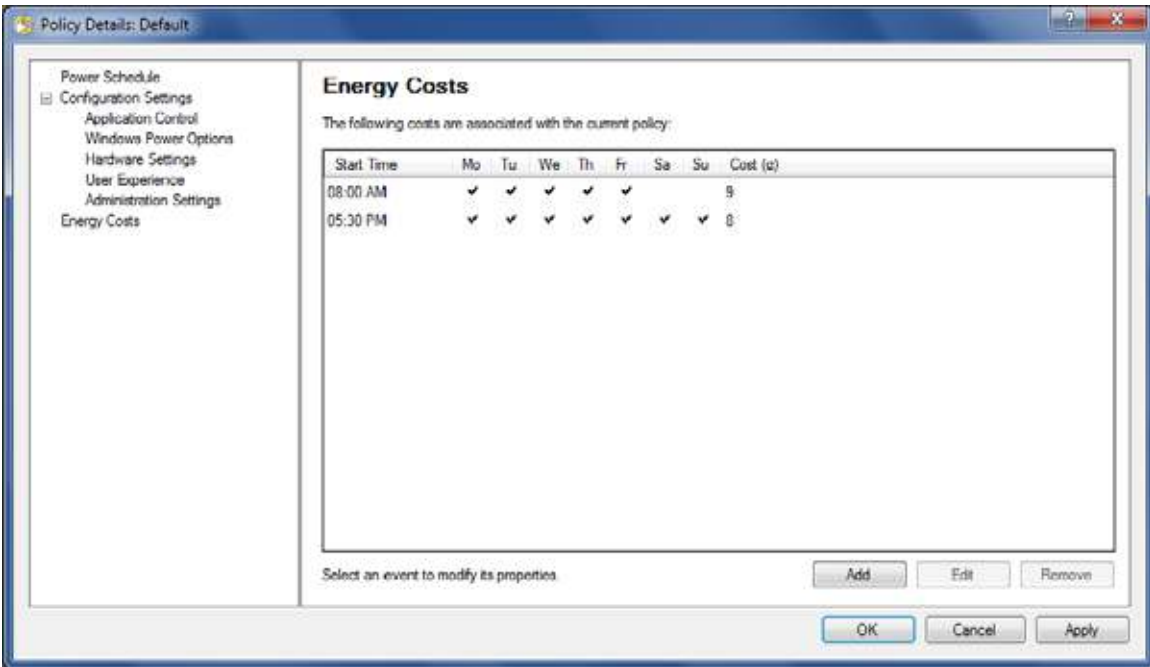 Policy Details: Default
Power Schedule
Configuration Settings
Application Control
Windows Power Options
Hardware Settings
User Experience
Administration Settings
Energy Costs
Energy Costs
The following costs are associated with the current policy:
Start Time Mo Tu We Th Fr Sa Su Cost (¢)
08:00 AM ✔ ✔ ✔ ✔ ✔ 9
05:30 PM ✔ ✔ ✔ ✔ ✔ ✔ ✔ 8
Select an event to modify its properties.
Add Edit Remove
OK Cancel Apply